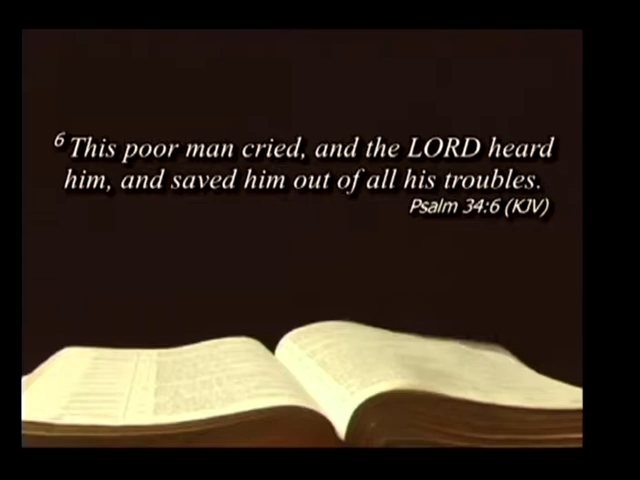 6 This poor man cried, and the LORD heard
him, and saved him out of all his troubles.
Psalm 34:6 (KJV)